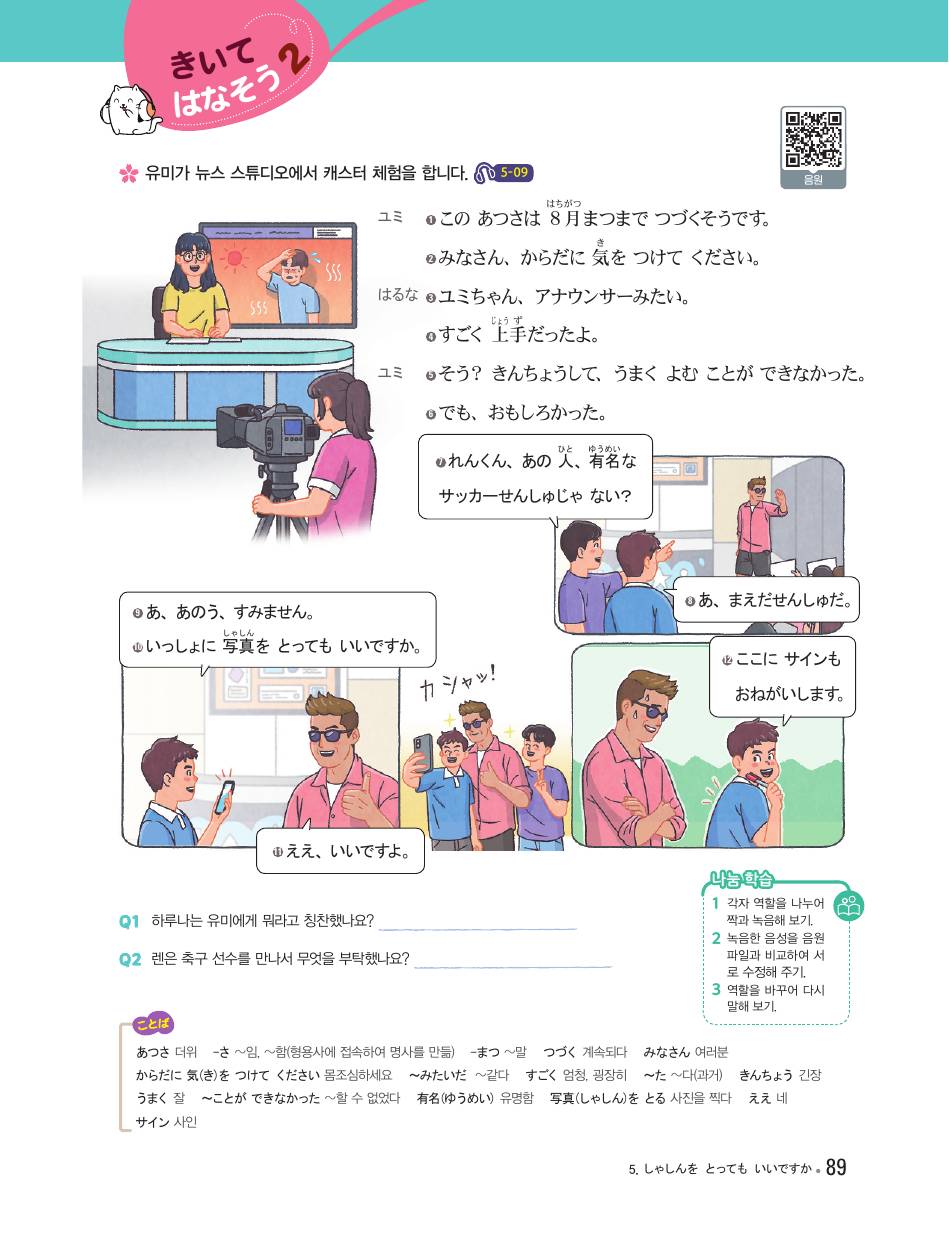 きいて
はなそう2
음원
유미가 뉴스 스튜디오에서 캐스터 체험을 합니다. 5-09
はちがつ
ユミ ❶この あつさは 8月まつまで つづくそうです。
き
❷みなさん、からだに 気を つけて ください。
はるな ❸ユミちゃん、アナウンサーみたい。
じょうず
❹すごく 上手だったよ。
ユミ ❺そう? きんちょうして、うまく よむ ことが できなかった。
❻でも、おもしろかった。
ひと ゆうめい
❼れんくん、あの 人、有名な
サッカーせんしゅじゃ ない?
❽あ、まえだせんしゅだ。
❾あ、あのう、すみません。
しゃしん
❿いっしょに 写真を とっても いいですか。
カシャッ!
⓫ええ、いいですよ。
⓬ここに サインも
おねがいします。
Q1 하루나는 유미에게 뭐라고 칭찬했나요?
Q2 렌은 축구 선수를 만나서 무엇을 부탁했나요?
나눔 학습
1 각자 역할을 나누어
짝과 녹음해 보기.
2 녹음한 음성을 음원
파일과 비교하여 서
로 수정해 주기.
3 역할을 바꾸어 다시
말해 보기.
ことば
あつさ 더위 -さ ~임, ~함(형용사에 접속하여 명사를 만듦) -まつ ~말 つづく 계속되다 みなさん 여러분
からだに 気(き)を つけて ください 몸조심하세요 ~みたいだ ~같다 すごく 엄청, 굉장히 ~た ~다(과거) きんちょう 긴장
うまく 잘 ~ことが できなかった ~할 수 없었다 有名(ゆうめい) 유명함 写真(しゃしん)を とる 사진을 찍다 ええ 네
サイン 사인
5. しゃしんを とっても いいですか 89